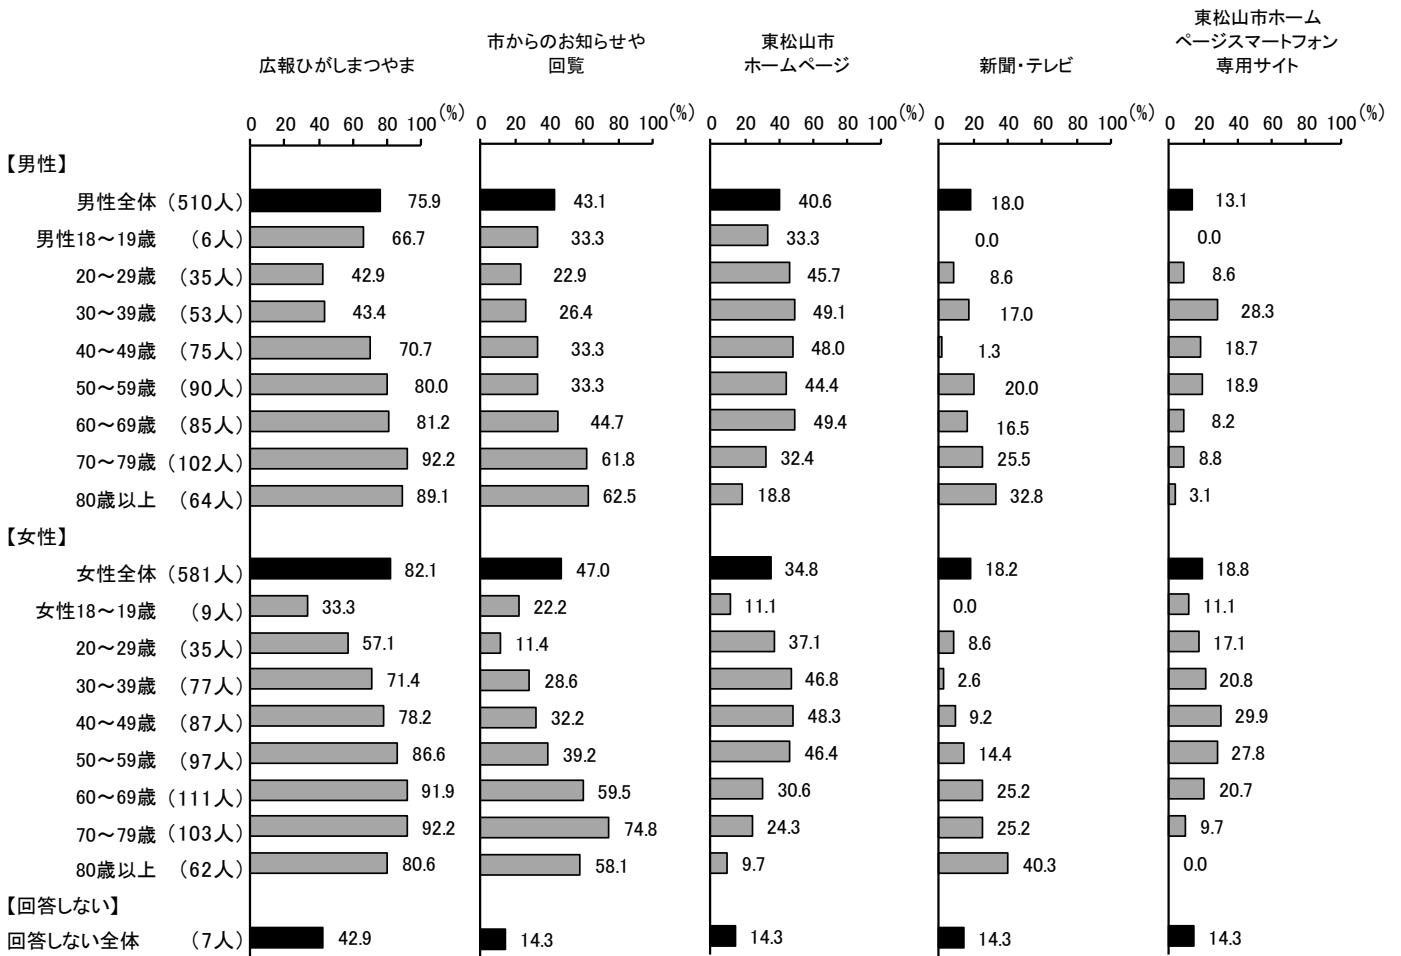 広報ひがしまつやま
市からのお知らせや
回覧
東松山市
ホームページ
新聞・テレビ
東松山市ホーム
ページスマートフォン
専用サイト
0 20 40 60 80 100 (%) 0 20 40 60 80 100 (%) 0 20 40 60 80 100 (%) 0 20 40 60 80 100 (%) 0 20 40 60 80 100 (%)
【男性】
男性全体 (510人) 75.9 43.1 40.6 18.0 13.1
男性18～19歳 (6人) 66.7 33.3 33.3 0.0 0.0
20～29歳 (35人) 42.9 22.9 45.7 8.6 8.6
30～39歳 (53人) 43.4 26.4 49.1 17.0 28.3
40～49歳 (75人) 70.7 33.3 48.0 1.3 18.7
50～59歳 (90人) 80.0 33.3 44.4 20.0 18.9
60～69歳 (85人) 81.2 44.7 49.4 16.5 8.2
70～79歳 (102人) 92.2 61.8 32.4 25.5 8.8
80歳以上 (64人) 89.1 62.5 18.8 32.8 3.1
【女性】
女性全体 (581人) 82.1 47.0 34.8 18.2 18.8
女性18～19歳 (9人) 33.3 22.2 11.1 0.0 11.1
20～29歳 (35人) 57.1 11.4 37.1 8.6 17.1
30～39歳 (77人) 71.4 28.6 46.8 2.6 20.8
40～49歳 (87人) 78.2 32.2 48.3 9.2 29.9
50～59歳 (97人) 86.6 39.2 46.4 14.4 27.8
60～69歳 (111人) 91.9 59.5 30.6 25.2 20.7
70～79歳 (103人) 92.2 74.8 24.3 25.2 9.7
80歳以上 (62人) 80.6 58.1 9.7 40.3 0.0
【回答しない】
回答しない全体 (7人) 42.9 14.3 14.3 14.3 14.3